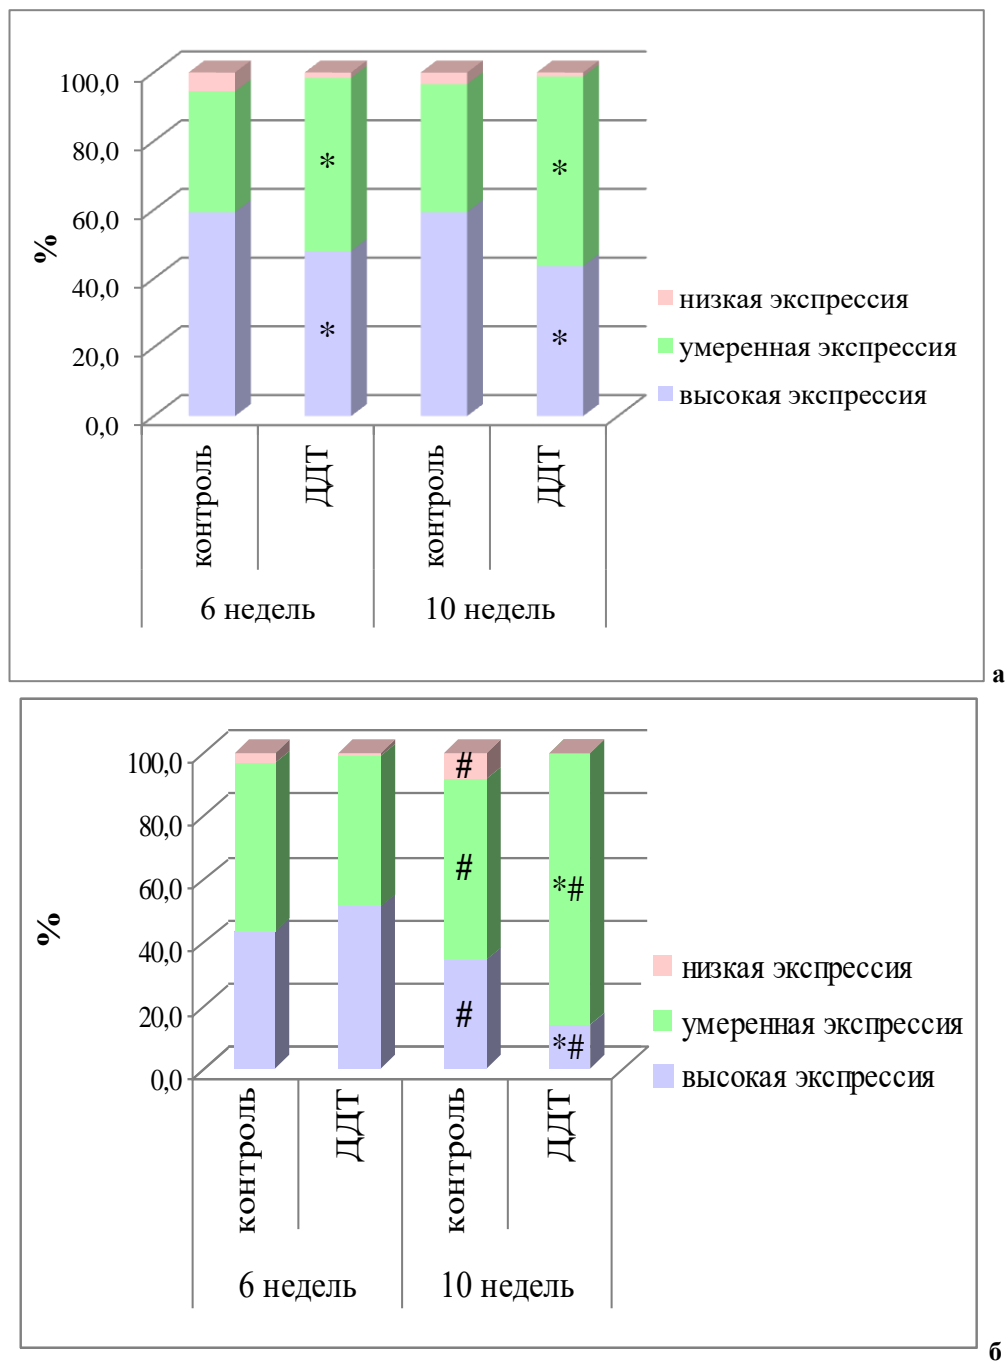 100,0
80,0
60,0
40,0
20,0
0,0
%
* *
* *
низкая экспрессия
умеренная экспрессия
высокая экспрессия
контроль ДДТ контроль ДДТ
6 недель 10 недель
а
100,0
80,0
60,0
40,0
20,0
0,0
%
#
# *#
# *#
низкая экспрессия
умеренная экспрессия
высокая экспрессия
контроль ДДТ контроль ДДТ
6 недель 10 недель
б